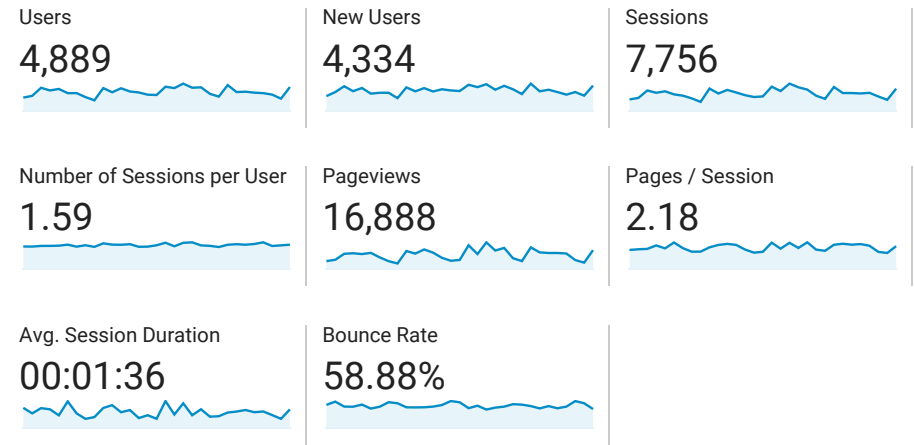 Users
New Users
Sessions
4,889
4,334
7,756
Number of Sessions per User
Pageviews
Pages / Session
1.59
16,888
2.18
Avg. Session Duration
Bounce Rate
00:01:36
58.88%